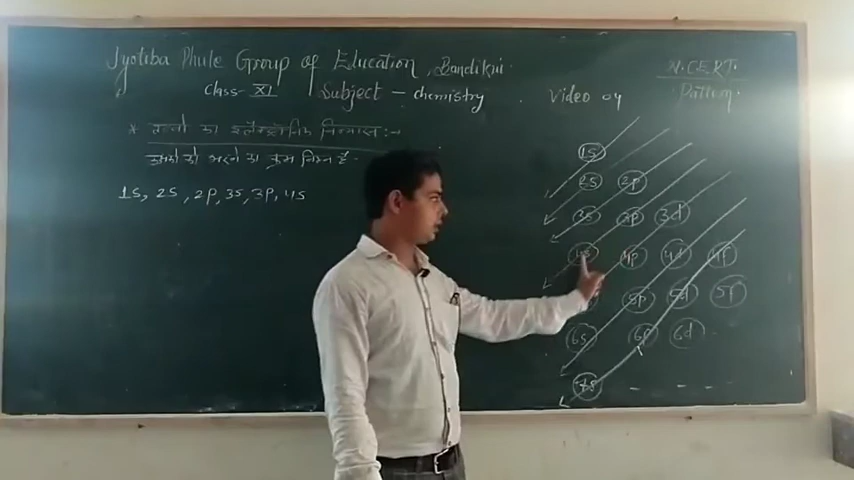 Jyotiba Phule Group of Education, Bandikui
N.C.E.R.T.
Pattern
Class- XI Subject - chemistry. Video 04
* तत्वों का इलेक्ट्रॉनिक विन्यास :-
को भरने का क्रम निम्न है -
1s, 2s, 2p, 3s, 3p, 4s
1s
2s 2p
3s 3p 3d
4s 4p 4d 4f
5p 5d 5f
6s 6p 6d
7s - - -